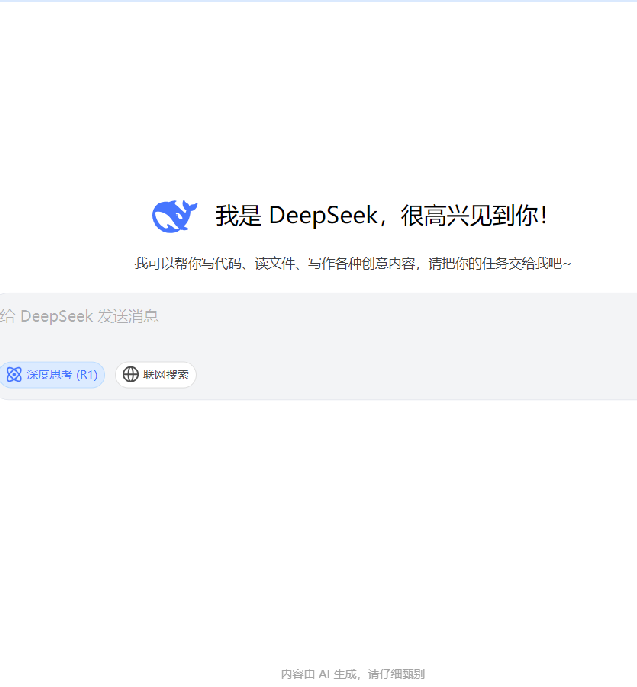 我是 DeepSeek，很高兴见到你！
我可以帮你写代码、读文件、写作各种创意内容，请把你的任务交给我吧~
给 DeepSeek 发送消息
深度思考 (R1) 联网搜索
内容由 AI 生成，请仔细甄别